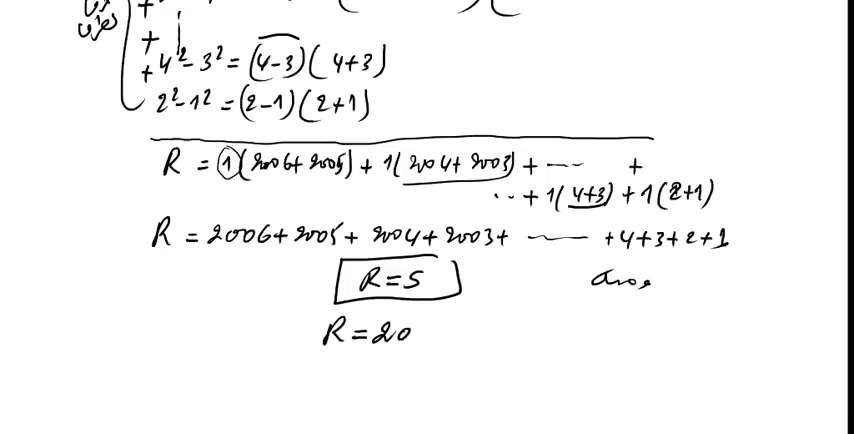 +
+
+4²-3² = (4-3)(4+3)
2²-1² = (2-1)(2+1)
R = 1(2006+2005) + 1(2004+2003) + ---- +
.. + 1(4+3) + 1(2+1)
R = 2006+2005+2004+2003+ ------ +4+3+2+1
R=S
R=20